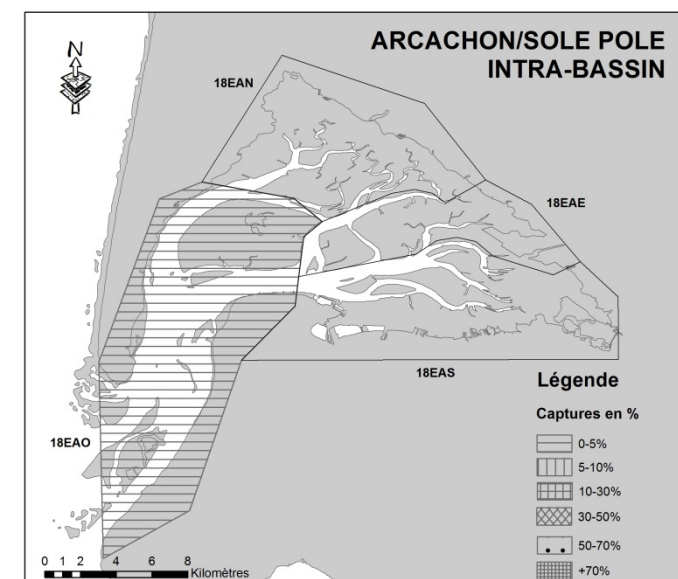 ARCACHON/SOLE POLE
INTRA-BASSIN
N
18EAN
18EAE
18EAS
18EAO
Légende
Captures en %
0-5%
5-10%
10-30%
30-50%
50-70%
+70%
0 1 2 4 6 8
Kilomètres